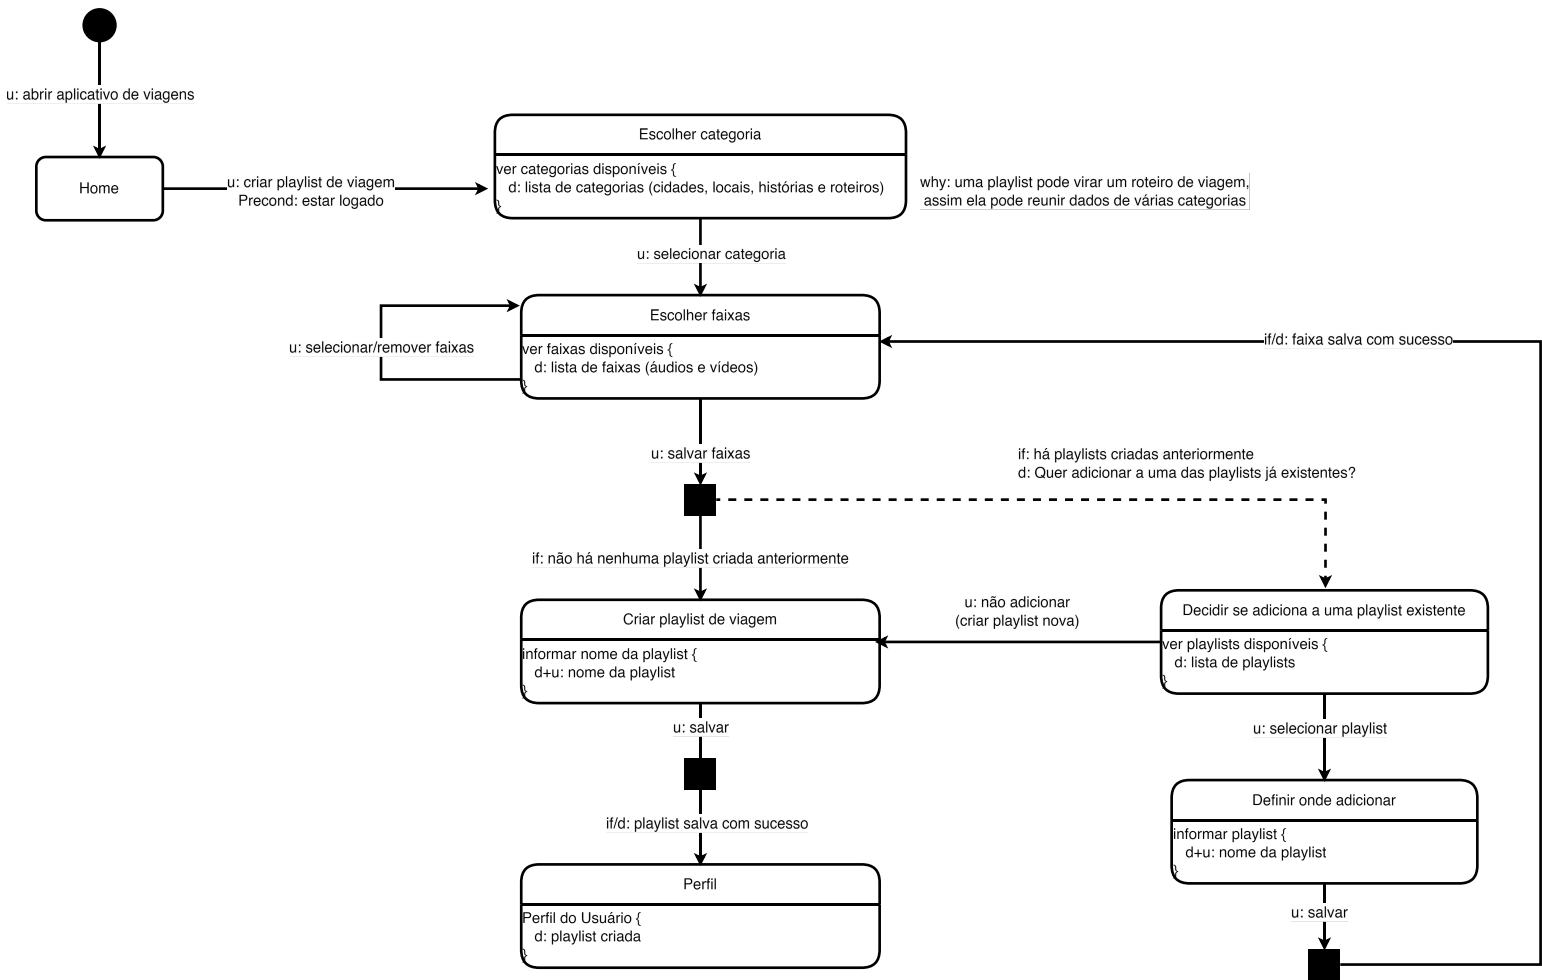 u: abrir aplicativo de viagens
Home
u: criar playlist de viagem
Precond: estar logado
Escolher categoria
ver categorias disponíveis {
d: lista de categorias (cidades, locais, histórias e roteiros)
}
why: uma playlist pode virar um roteiro de viagem,
assim ela pode reunir dados de várias categorias
u: selecionar categoria
Escolher faixas
ver faixas disponíveis {
d: lista de faixas (áudios e vídeos)
}
u: selecionar/remover faixas
if/d: faixa salva com sucesso
u: salvar faixas
if: há playlists criadas anteriormente
d: Quer adicionar a uma das playlists já existentes?
if: não há nenhuma playlist criada anteriormente
Criar playlist de viagem
informar nome da playlist {
d+u: nome da playlist
}
u: não adicionar
(criar playlist nova)
Decidir se adiciona a uma playlist existente
ver playlists disponíveis {
d: lista de playlists
}
u: salvar
u: selecionar playlist
if/d: playlist salva com sucesso
Definir onde adicionar
informar playlist {
d+u: nome da playlist
}
Perfil
Perfil do Usuário {
d: playlist criada
}
u: salvar